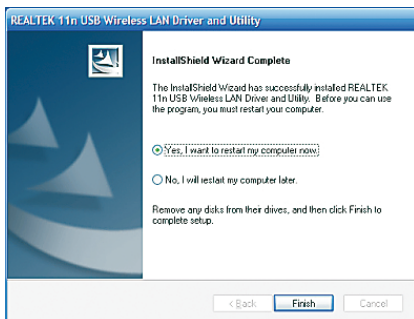 REALTEK 11n USB Wireless LAN Driver and Utility
InstallShield Wizard Complete
The InstallShield Wizard has successfully installed REALTEK
11n USB Wireless LAN Driver and Utility. Before you can use
the program, you must restart your computer.
Yes, I want to restart my computer now.
No, I will restart my computer later.
Remove any disks from their drives, and then click Finish to
complete setup.
< Back Finish Cancel